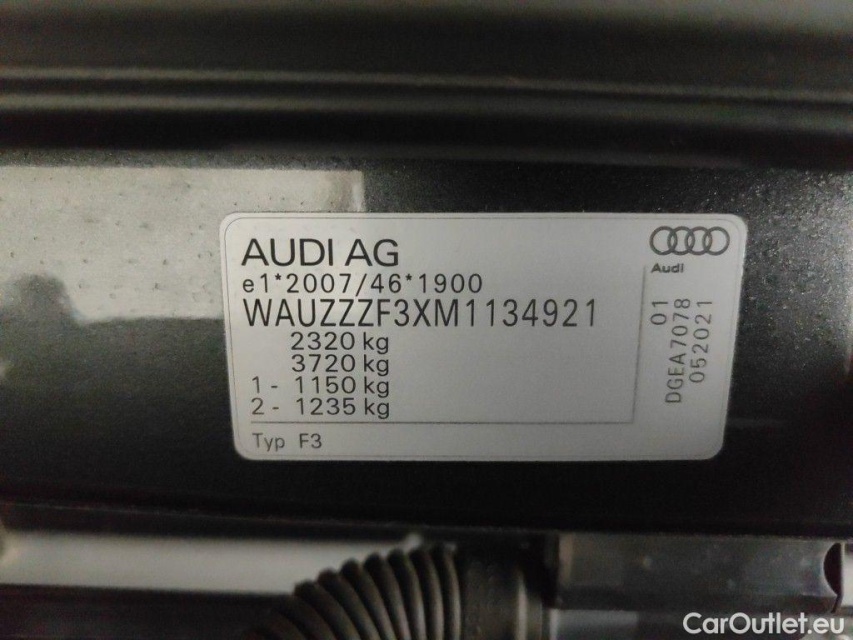 AUDI AG
e1*2007/46*1900
WAUZZZF3XM1134921
2320 kg
3720 kg
1 - 1150 kg
2 - 1235 kg
Typ F3
Audi
01
DGEA7078
052021
CarOutlet.eu